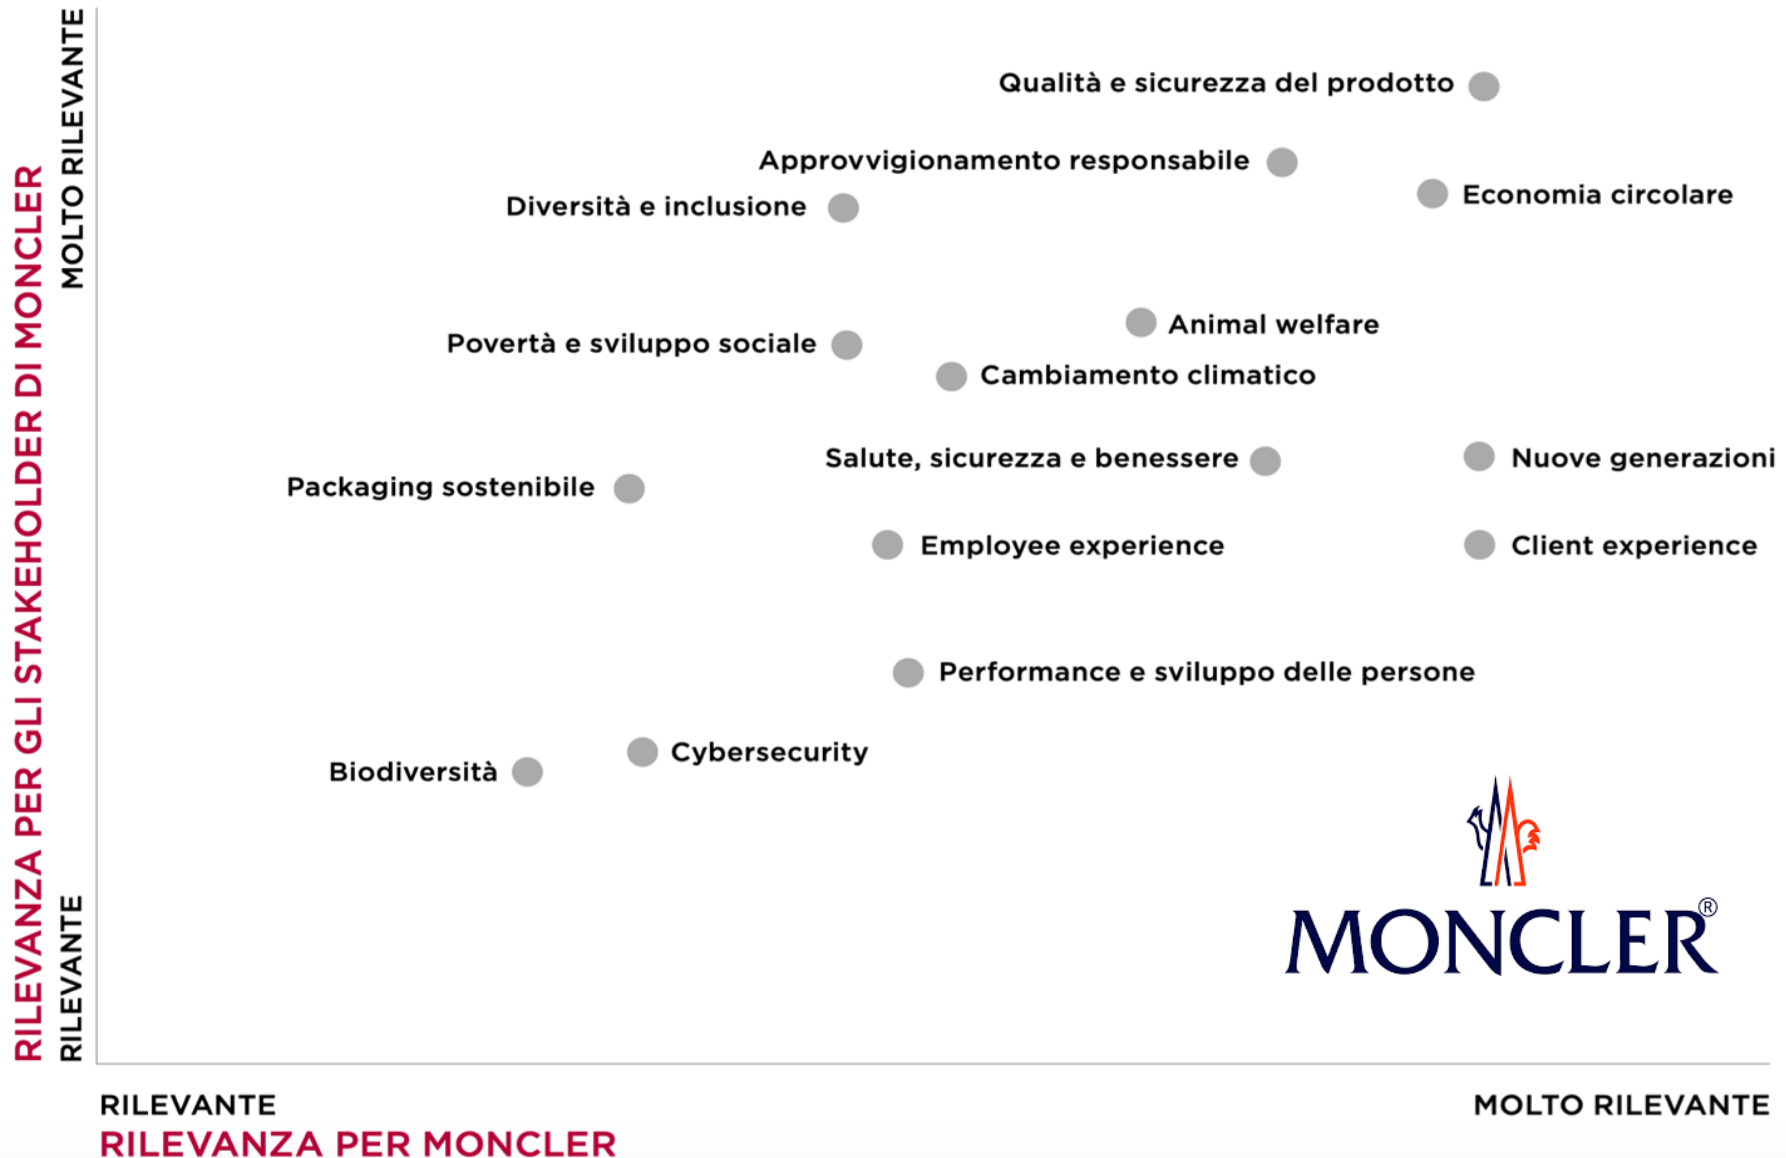 RILEVANZA PER GLI STAKEHOLDER DI MONCLER
MOLTO RILEVANTE
RILEVANTE
Qualità e sicurezza del prodotto
Approvvigionamento responsabile
Economia circolare
Diversità e inclusione
Animal welfare
Povertà e sviluppo sociale
Cambiamento climatico
Salute, sicurezza e benessere
Nuove generazioni
Packaging sostenibile
Employee experience
Client experience
Performance e sviluppo delle persone
Cybersecurity
Biodiversità
MONCLER®
RILEVANTE
MOLTO RILEVANTE
RILEVANZA PER MONCLER